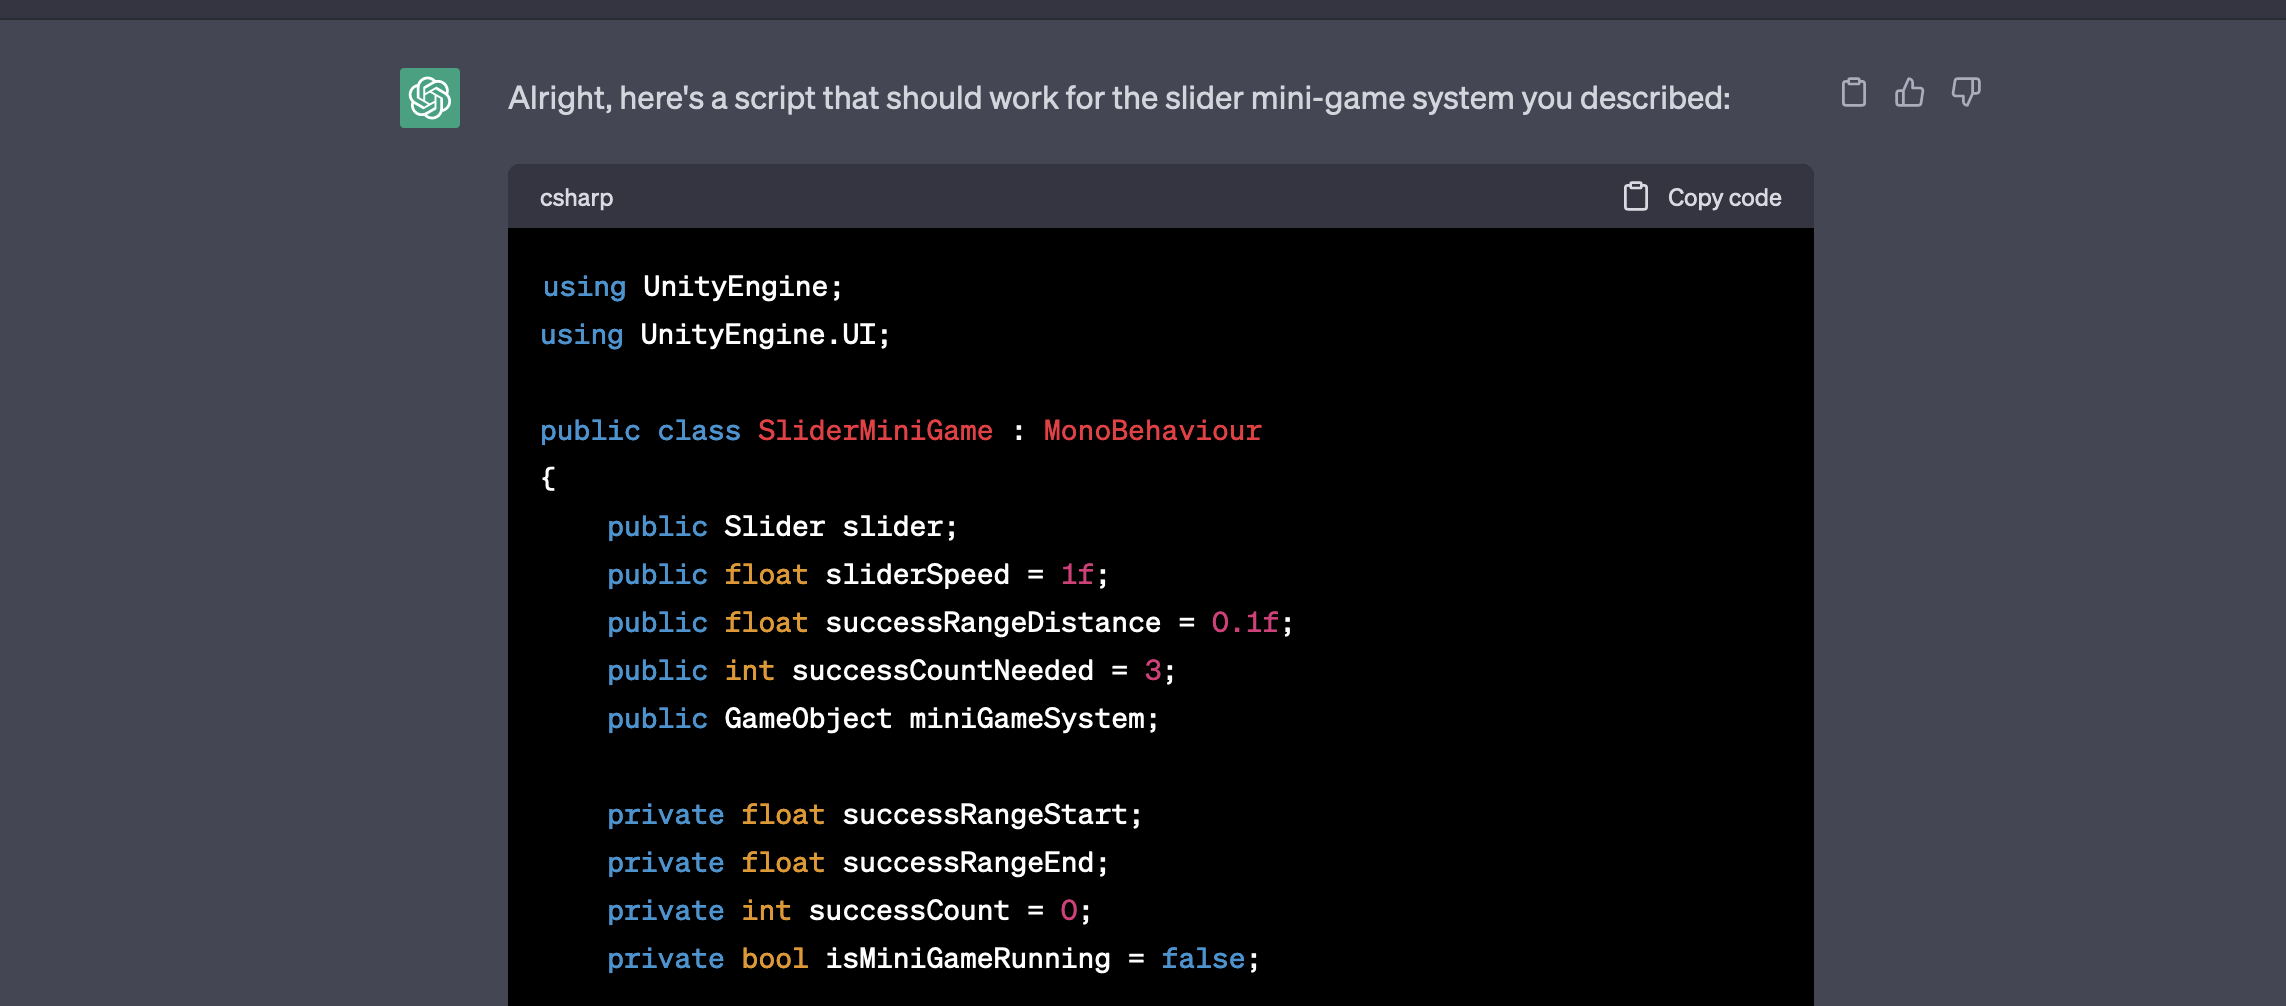 Alright, here's a script that should work for the slider mini-game system you described:
csharp
Copy code
using UnityEngine;
using UnityEngine.UI;
public class SliderMiniGame : MonoBehaviour
{
public Slider slider;
public float sliderSpeed = 1f;
public float successRangeDistance = 0.1f;
public int successCountNeeded = 3;
public GameObject miniGameSystem;
private float successRangeStart;
private float successRangeEnd;
private int successCount = 0;
private bool isMiniGameRunning = false;